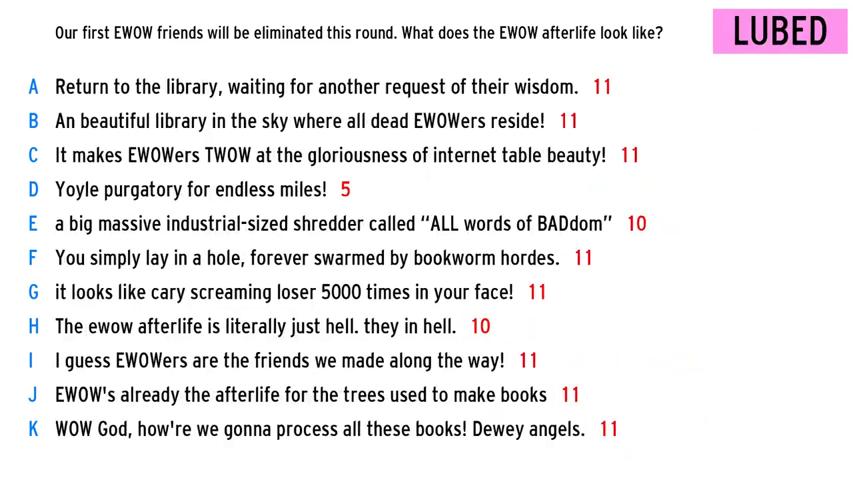 Our first EWOW friends will be eliminated this round. What does the EWOW afterlife look like?
LUBED
A Return to the library, waiting for another request of their wisdom. 11
B An beautiful library in the sky where all dead EWOWers reside! 11
C It makes EWOWers TWOW at the gloriousness of internet table beauty! 11
D Yoyle purgatory for endless miles! 5
E a big massive industrial-sized shredder called “ALL words of BADdom” 10
F You simply lay in a hole, forever swarmed by bookworm hordes. 11
G it looks like cary screaming loser 5000 times in your face! 11
H The ewow afterlife is literally just hell. they in hell. 10
I I guess EWOWers are the friends we made along the way! 11
J EWOW's already the afterlife for the trees used to make books 11
K WOW God, how're we gonna process all these books! Dewey angels. 11